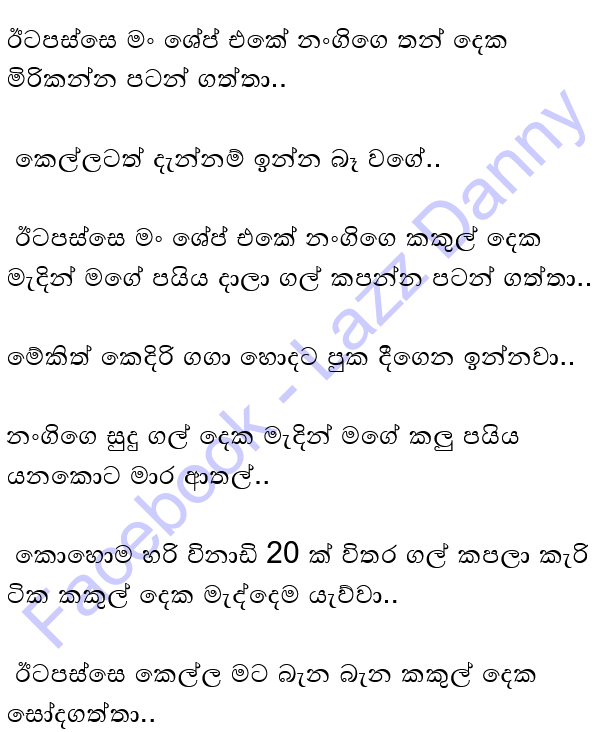 ඊටපස්සෙ මං ශේප් එකේ නංගිගෙ තන් දෙක
මිරිකන්න පටන් ගත්තා..
කෙල්ලටත් දැන්නම් ඉන්න බෑ වගේ..
ඊටපස්සෙ මං ශේප් එකේ නංගිගෙ කකුල් දෙක
මැදින් මගේ පයිය දාලා ගල් කපන්න පටන් ගත්තා..
මේකිත් කෙදිරි ගගා හොදට පුක දීගෙන ඉන්නවා..
නංගිගෙ සුදු ගල් දෙක මැදින් මගේ කලු පයිය
යනකොට මාර ආතල්..
කොහොම හරි විනාඩි 20 ක් විතර ගල් කපලා කැරි
ටික කකුල් දෙක මැද්දෙම යැව්වා..
ඊටපස්සෙ කෙල්ල මට බැන බැන කකුල් දෙක
සෝදගත්තා..
Facebook - Lazz Danny